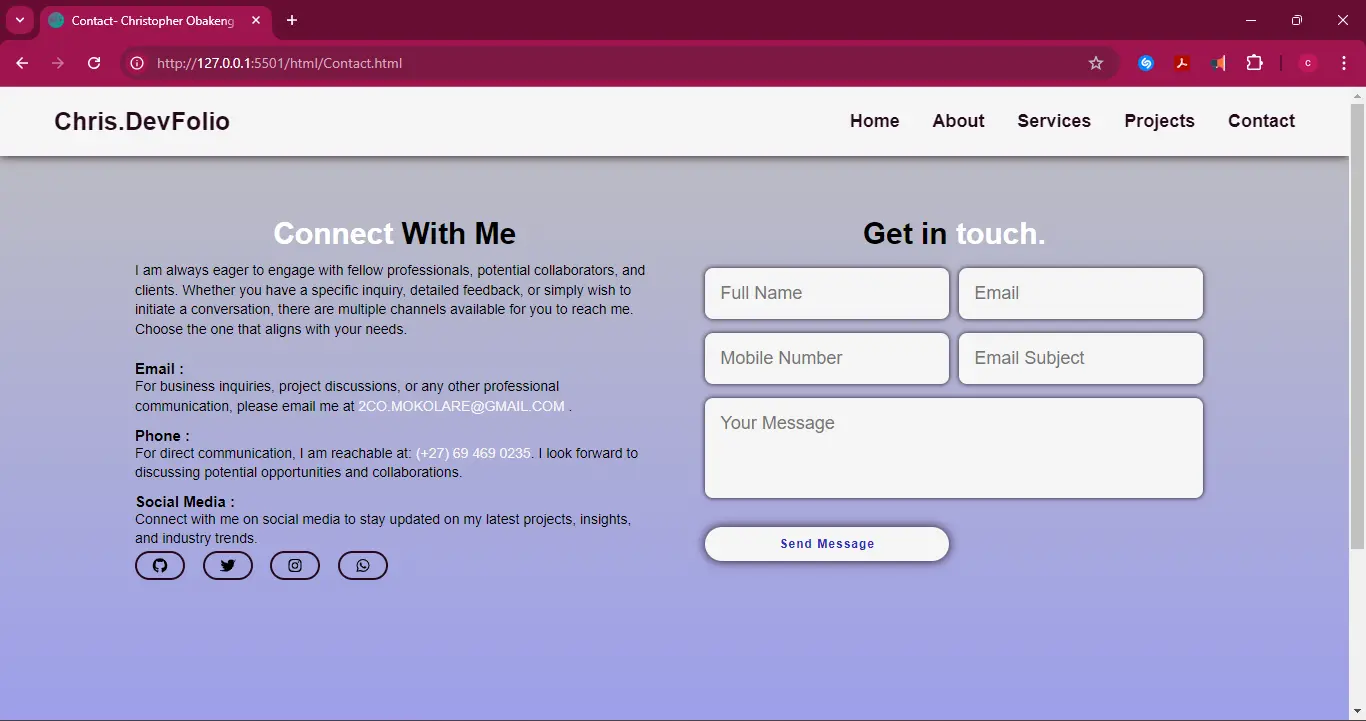 Contact- Christopher Obakeng
http://127.0.0.1:5501/html/Contact.html
c
Chris.DevFolio
Home About Services Projects Contact
Connect With Me
I am always eager to engage with fellow professionals, potential collaborators, and
clients. Whether you have a specific inquiry, detailed feedback, or simply wish to
initiate a conversation, there are multiple channels available for you to reach me.
Choose the one that aligns with your needs.
Email :
For business inquiries, project discussions, or any other professional
communication, please email me at 2CO.MOKOLARE@GMAIL.COM .
Phone :
For direct communication, I am reachable at: (+27) 69 469 0235. I look forward to
discussing potential opportunities and collaborations.
Social Media :
Connect with me on social media to stay updated on my latest projects, insights,
and industry trends.
Get in touch.
Full Name
Email
Mobile Number
Email Subject
Your Message
Send Message